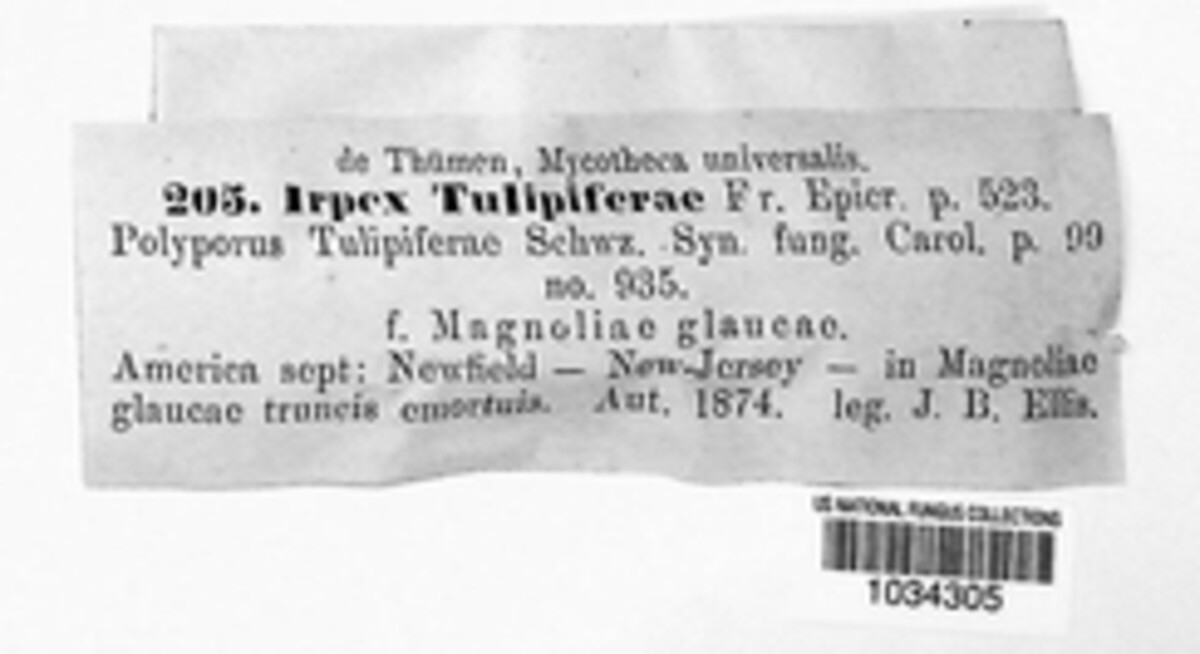 de Thümen, Mycotheca universalis.
205. Irpex Tulipiferae Fr. Epicr. p. 523.
Polyporus Tulipiferae Schwz. Syn. fung. Carol. p. 99
no. 935.
f. Magnoliae glaucae.
America sept: Newfield — New-Jersey — in Magnoliae
glaucae truncis emortuis. Aut. 1874. leg. J. B. Ellis.
US NATIONAL FUNGUS COLLECTIONS
1034305